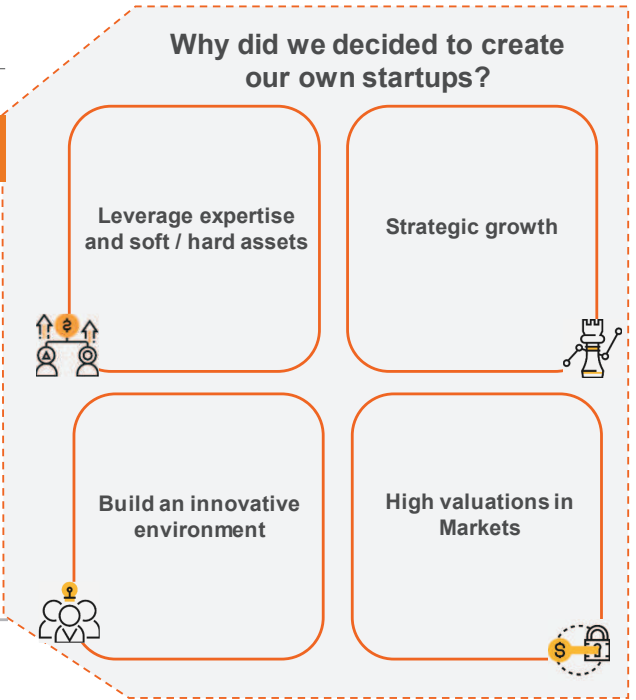 Why did we decided to create
our own startups?
Leverage expertise
and soft / hard assets
Strategic growth
Build an innovative
environment
High valuations in
Markets